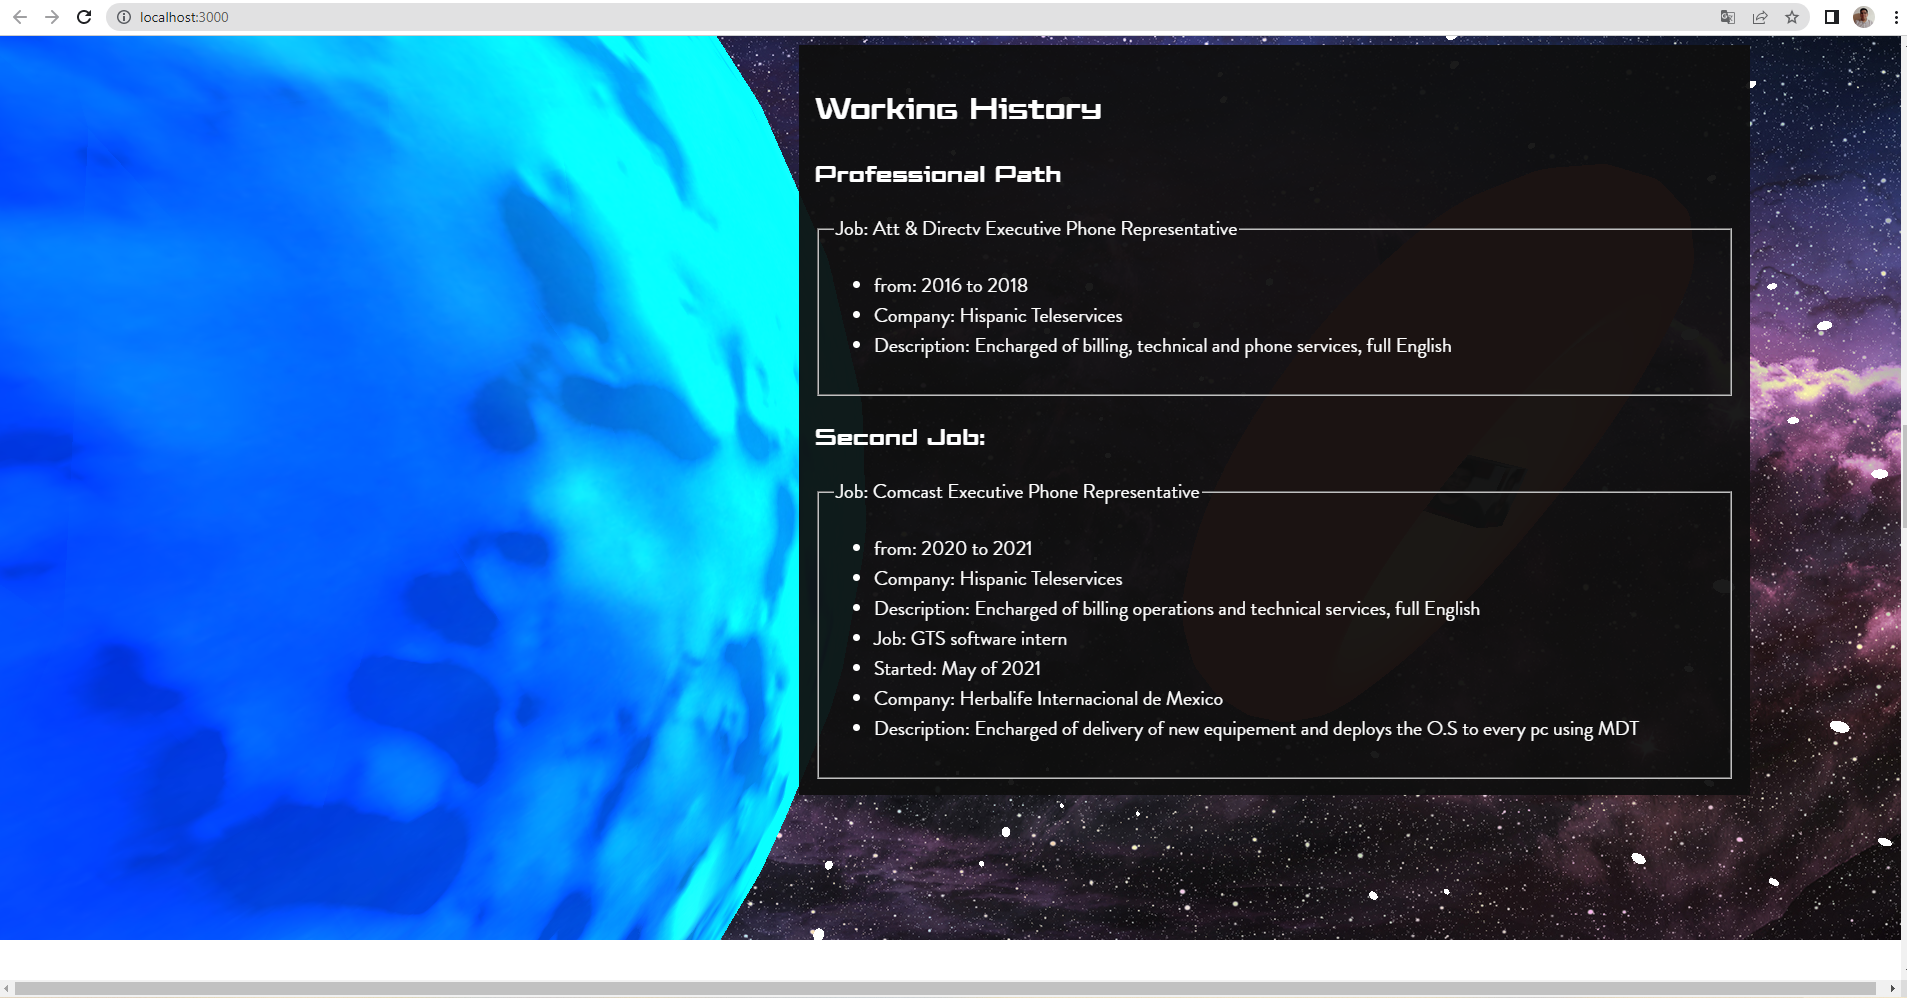 localhost:3000
Working History
Professional Path
Job: Att & Directv Executive Phone Representative
from: 2016 to 2018
Company: Hispanic Teleservices
Description: Encharged of billing, technical and phone services, full English
Second Job:
Job: Comcast Executive Phone Representative
from: 2020 to 2021
Company: Hispanic Teleservices
Description: Encharged of billing operations and technical services, full English
Job: GTS software intern
Started: May of 2021
Company: Herbalife Internacional de Mexico
Description: Encharged of delivery of new equipement and deploys the O.S to every pc using MDT